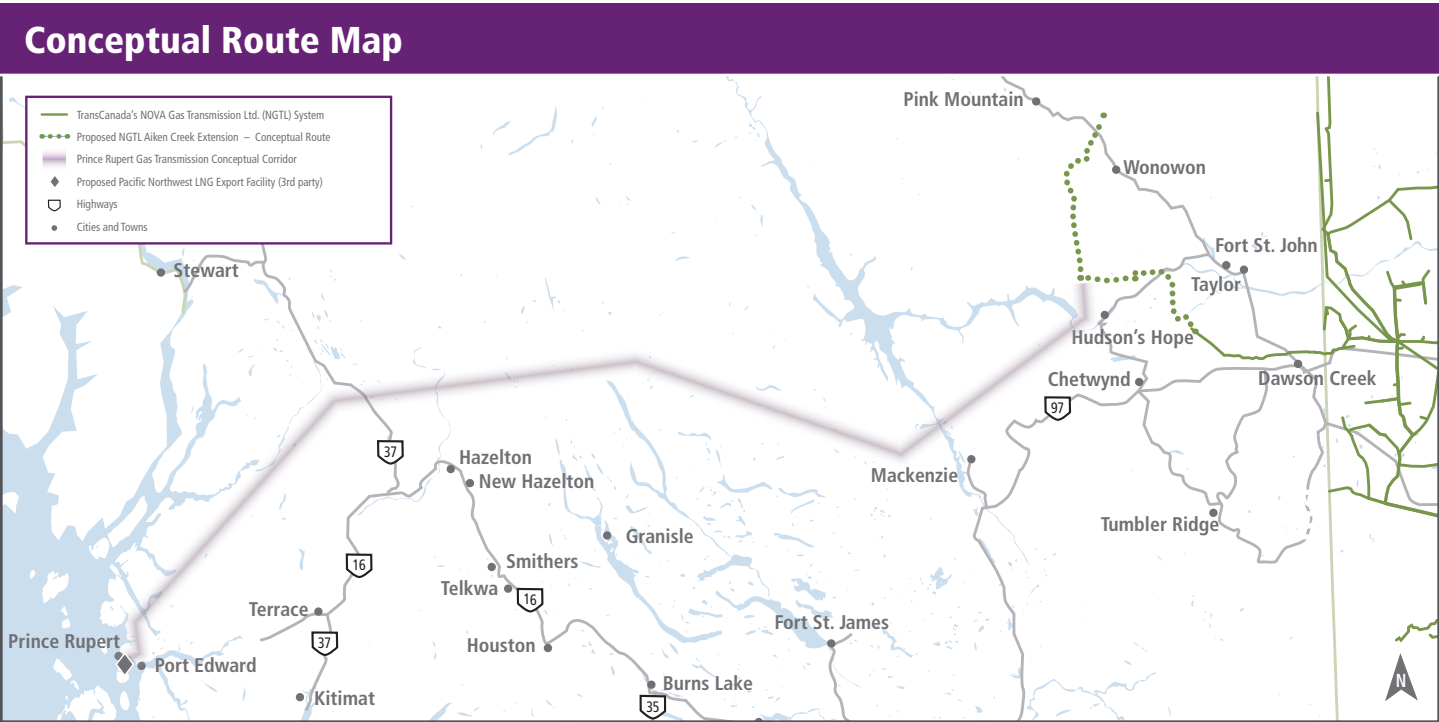 Conceptual Route Map
TransCanada's NOVA Gas Transmission Ltd. (NGTL) System
Proposed NGTL Aiken Creek Extension – Conceptual Route
Prince Rupert Gas Transmission Conceptual Corridor
Proposed Pacific Northwest LNG Export Facility (3rd party)
Highways
Cities and Towns
Pink Mountain
Wonowon
Fort St. John
Stewart
Taylor
Hudson's Hope
Chetwynd
Dawson Creek
97
37
Hazelton
New Hazelton
Mackenzie
Tumbler Ridge
Granisle
16
Smithers
Telkwa
16
Terrace
Fort St. James
Prince Rupert
37
Houston
Port Edward
Burns Lake
Kitimat
35
N